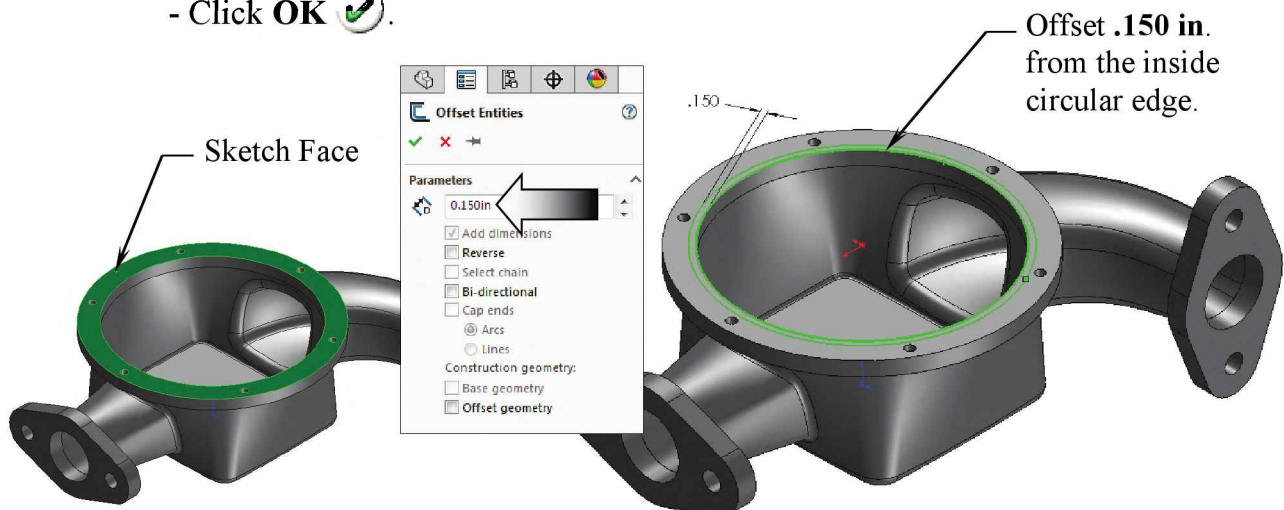 - Click OK
Offset .150 in.
from the inside
circular edge.
Sketch Face
Offset Entities
Parameters
0.150in
Add dimensions
Reverse
Select chain
Bi-directional
Cap ends
Arcs
Lines
Construction geometry:
Base geometry
Offset geometry
.150